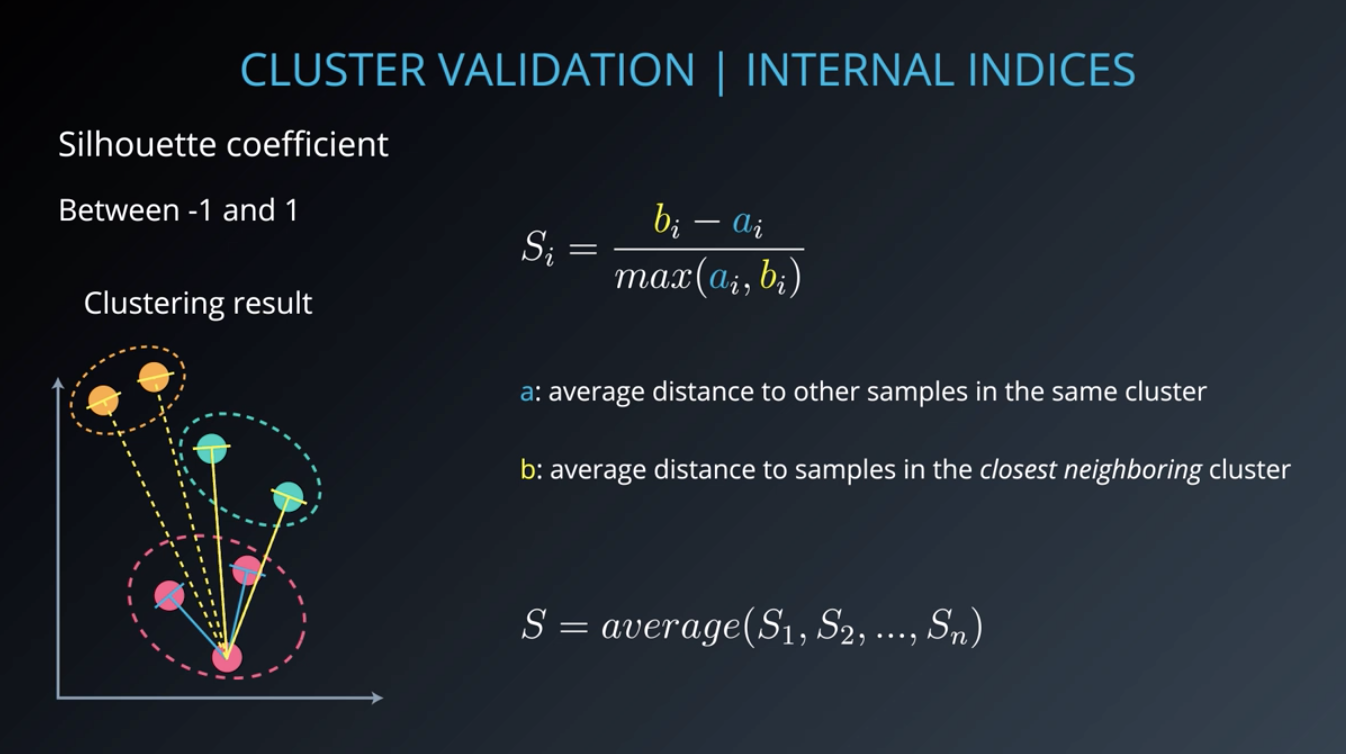 CLUSTER VALIDATION | INTERNAL INDICES
Silhouette coefficient
Between -1 and 1
Clustering result
S_i = \frac{b_i - a_i}{max(a_i, b_i)}
a: average distance to other samples in the same cluster
b: average distance to samples in the closest neighboring cluster
S = average(S_1, S_2, ..., S_n)